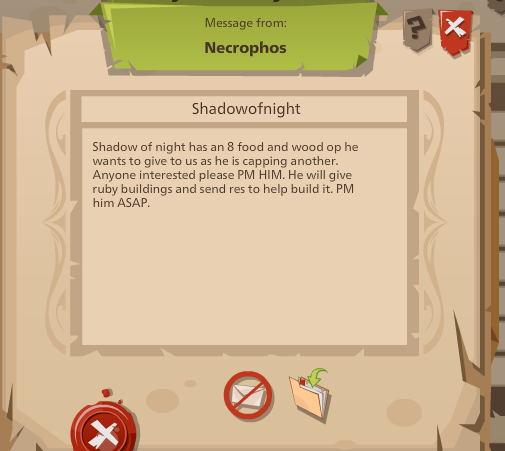 Message from:
Necrophos
?
Shadowofnight
Shadow of night has an 8 food and wood op he
wants to give to us as he is capping another.
Anyone interested please PM HIM. He will give
ruby buildings and send res to help build it. PM
him ASAP.